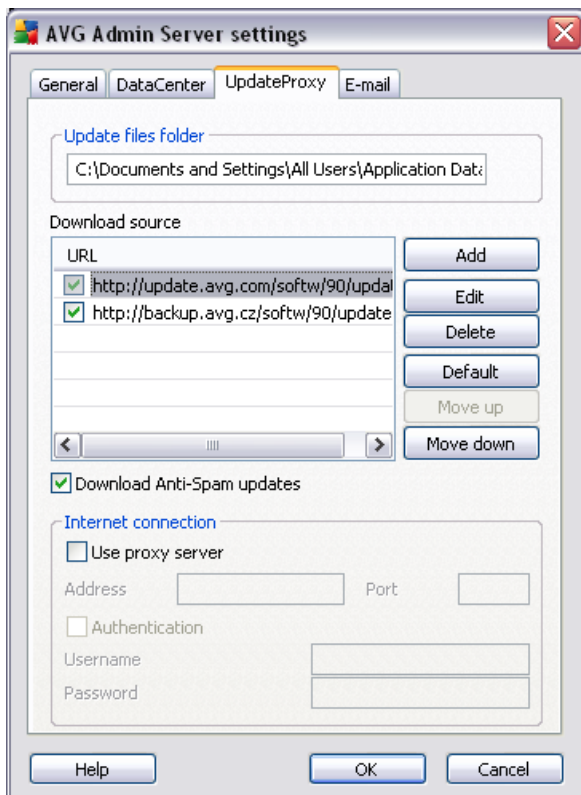 AVG Admin Server settings
General DataCenter UpdateProxy E-mail
Update files folder
C:\Documents and Settings\All Users\Application Data
Download source
URL
Add
http://update.avg.com/softw/90/updat
Edit
http://backup.avg.cz/softw/90/update
Delete
Default
Move up
Move down
Download Anti-Spam updates
Internet connection
Use proxy server
Address Port
Authentication
Username
Password
Help OK Cancel